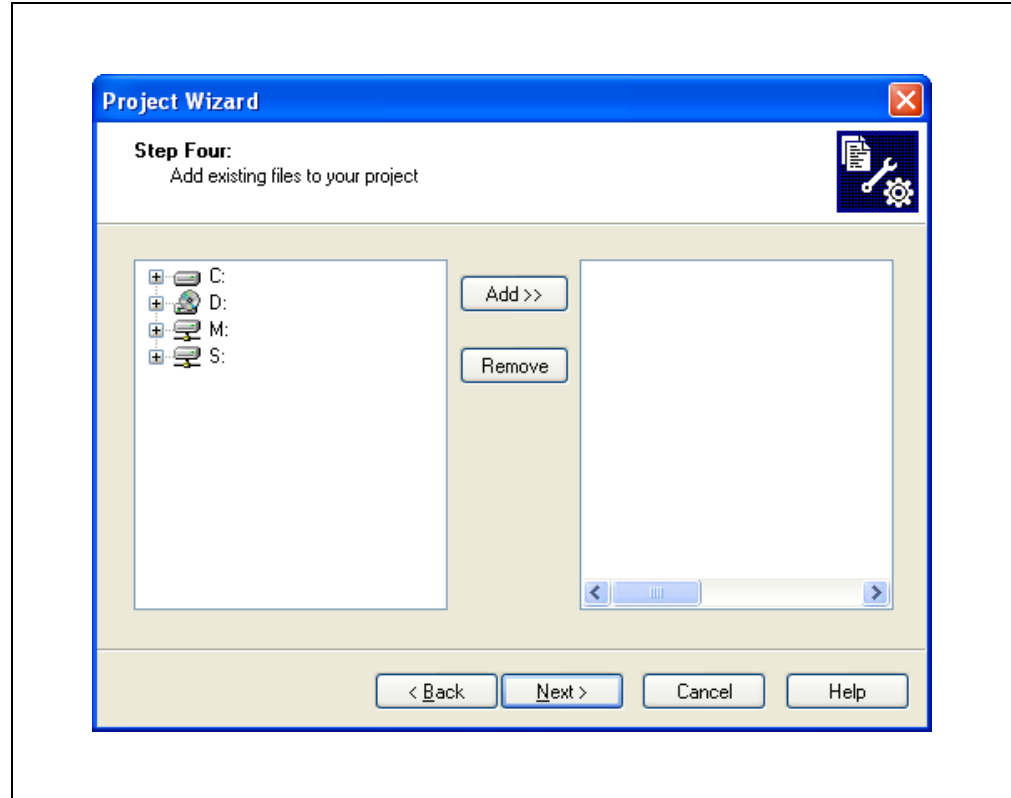 Project Wizard
Step Four:
Add existing files to your project
C:
D:
M:
S:
Add >>
Remove
< Back
Next >
Cancel
Help